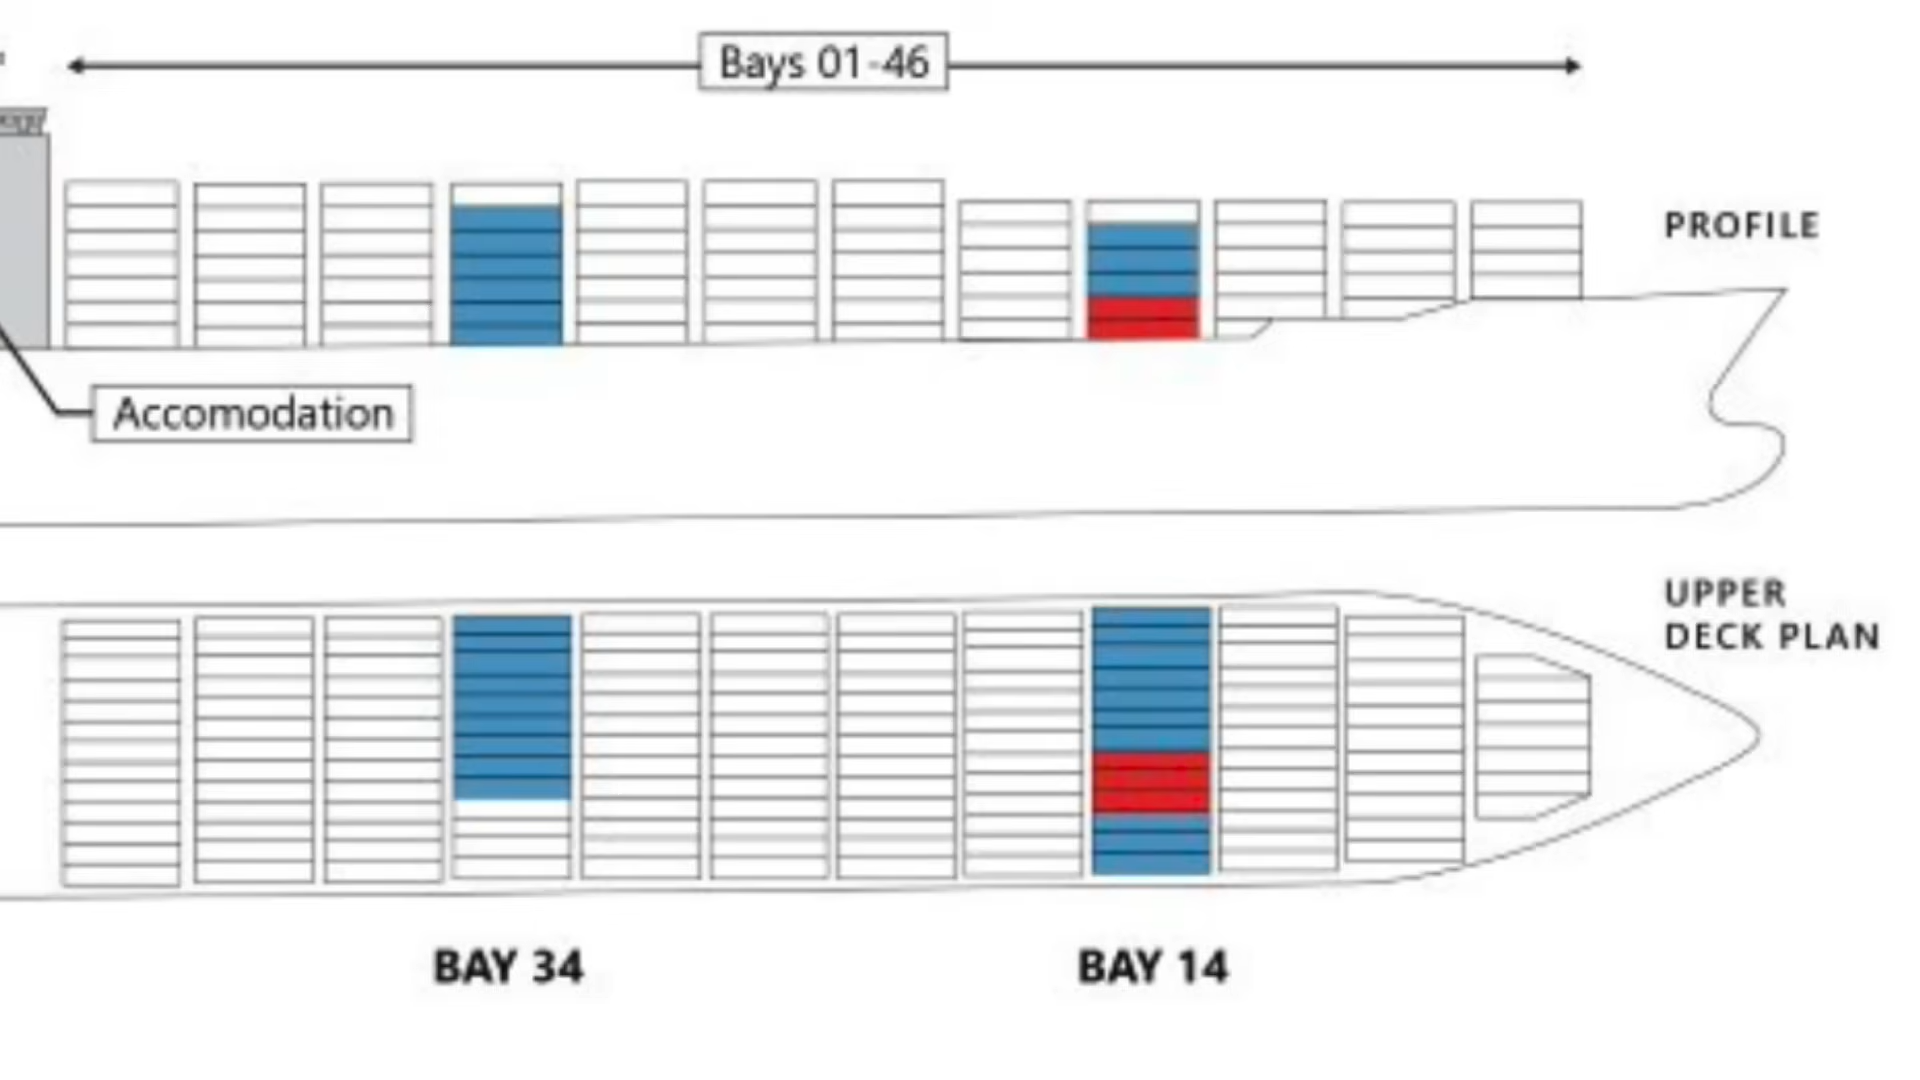 Bays 01-46
PROFILE
Accomodation
UPPER
DECK PLAN
BAY 34
BAY 14